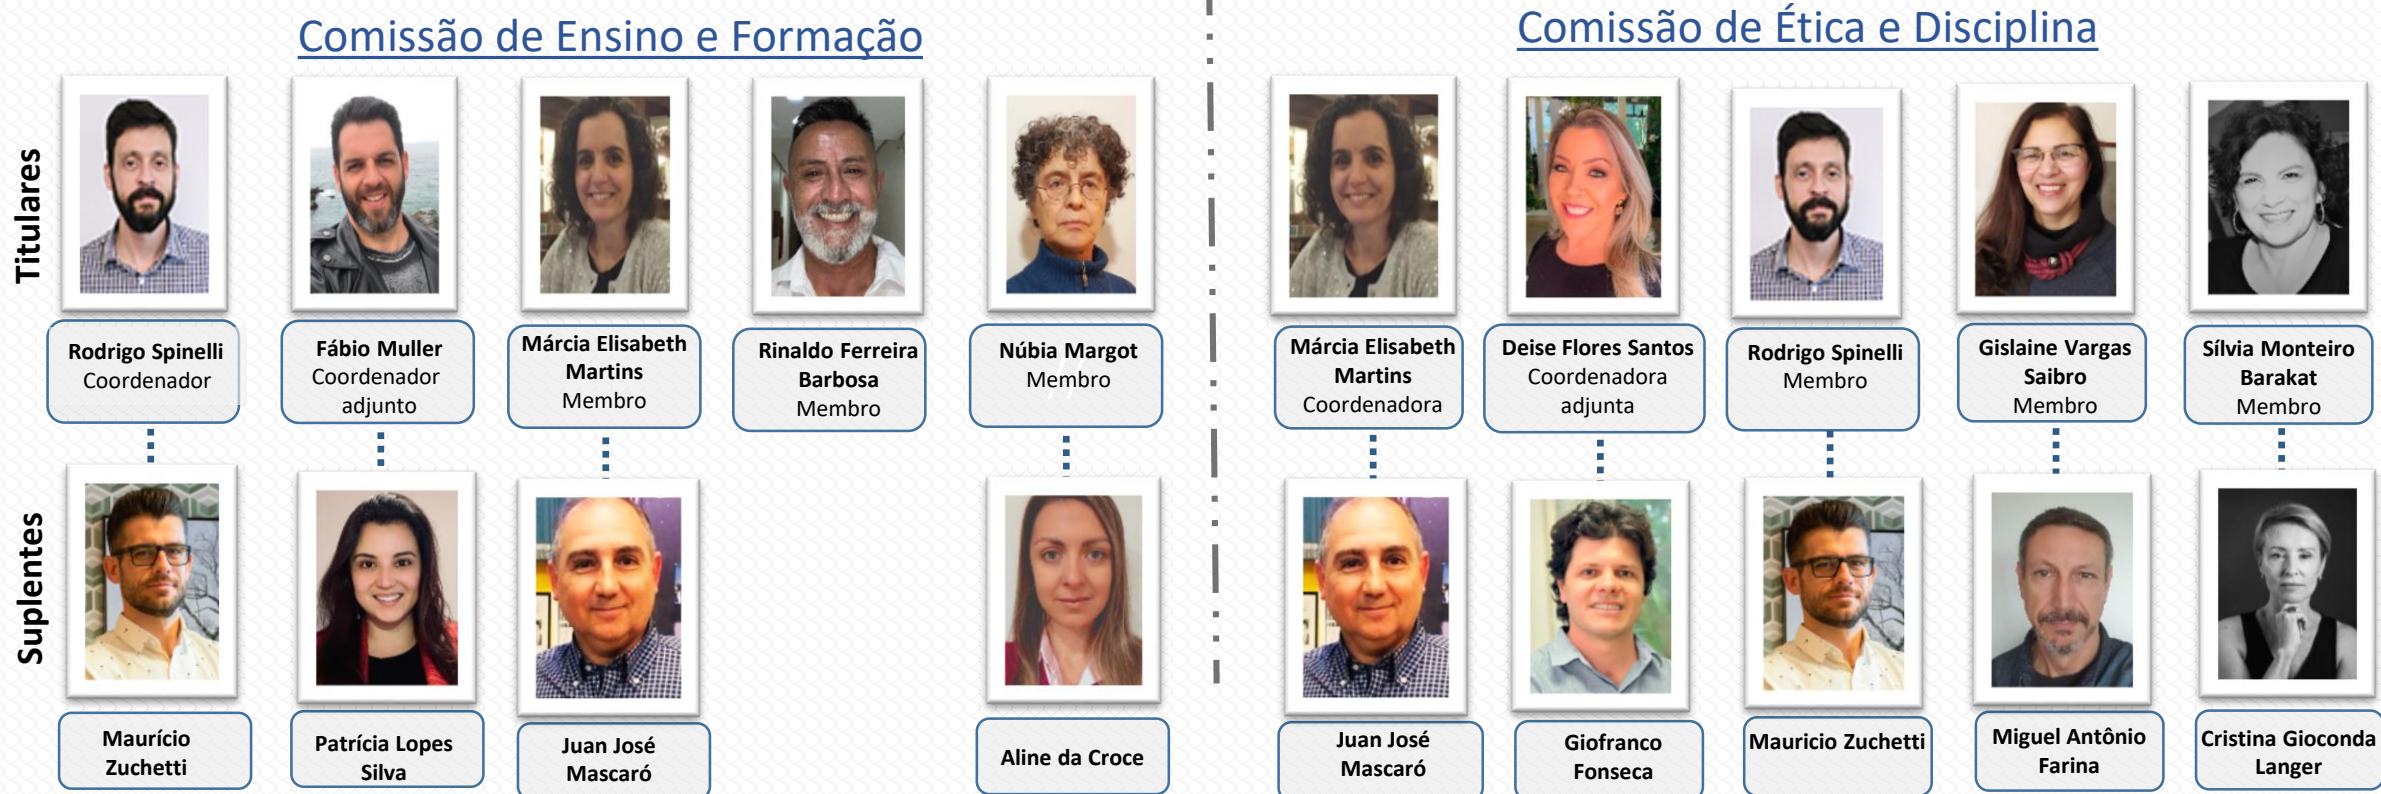 Comissão de Ensino e Formação
Titulares
Rodrigo Spinelli
Coordenador
Fábio Muller
Coordenador
adjunto
Márcia Elisabeth
Martins
Membro
Rinaldo Ferreira
Barbosa
Membro
Núbia Margot
Membro
Suplentes
Maurício
Zuchetti
Patrícia Lopes
Silva
Juan José
Mascaró
Aline da Croce
Comissão de Ética e Disciplina
Márcia Elisabeth
Martins
Coordenadora
Deise Flores Santos
Coordenadora
adjunta
Rodrigo Spinelli
Membro
Gislaine Vargas
Saibro
Membro
Sílvia Monteiro
Barakat
Membro
Juan José
Mascaró
Giofranco
Fonseca
Mauricio Zuchetti
Miguel Antônio
Farina
Cristina Gioconda
Langer